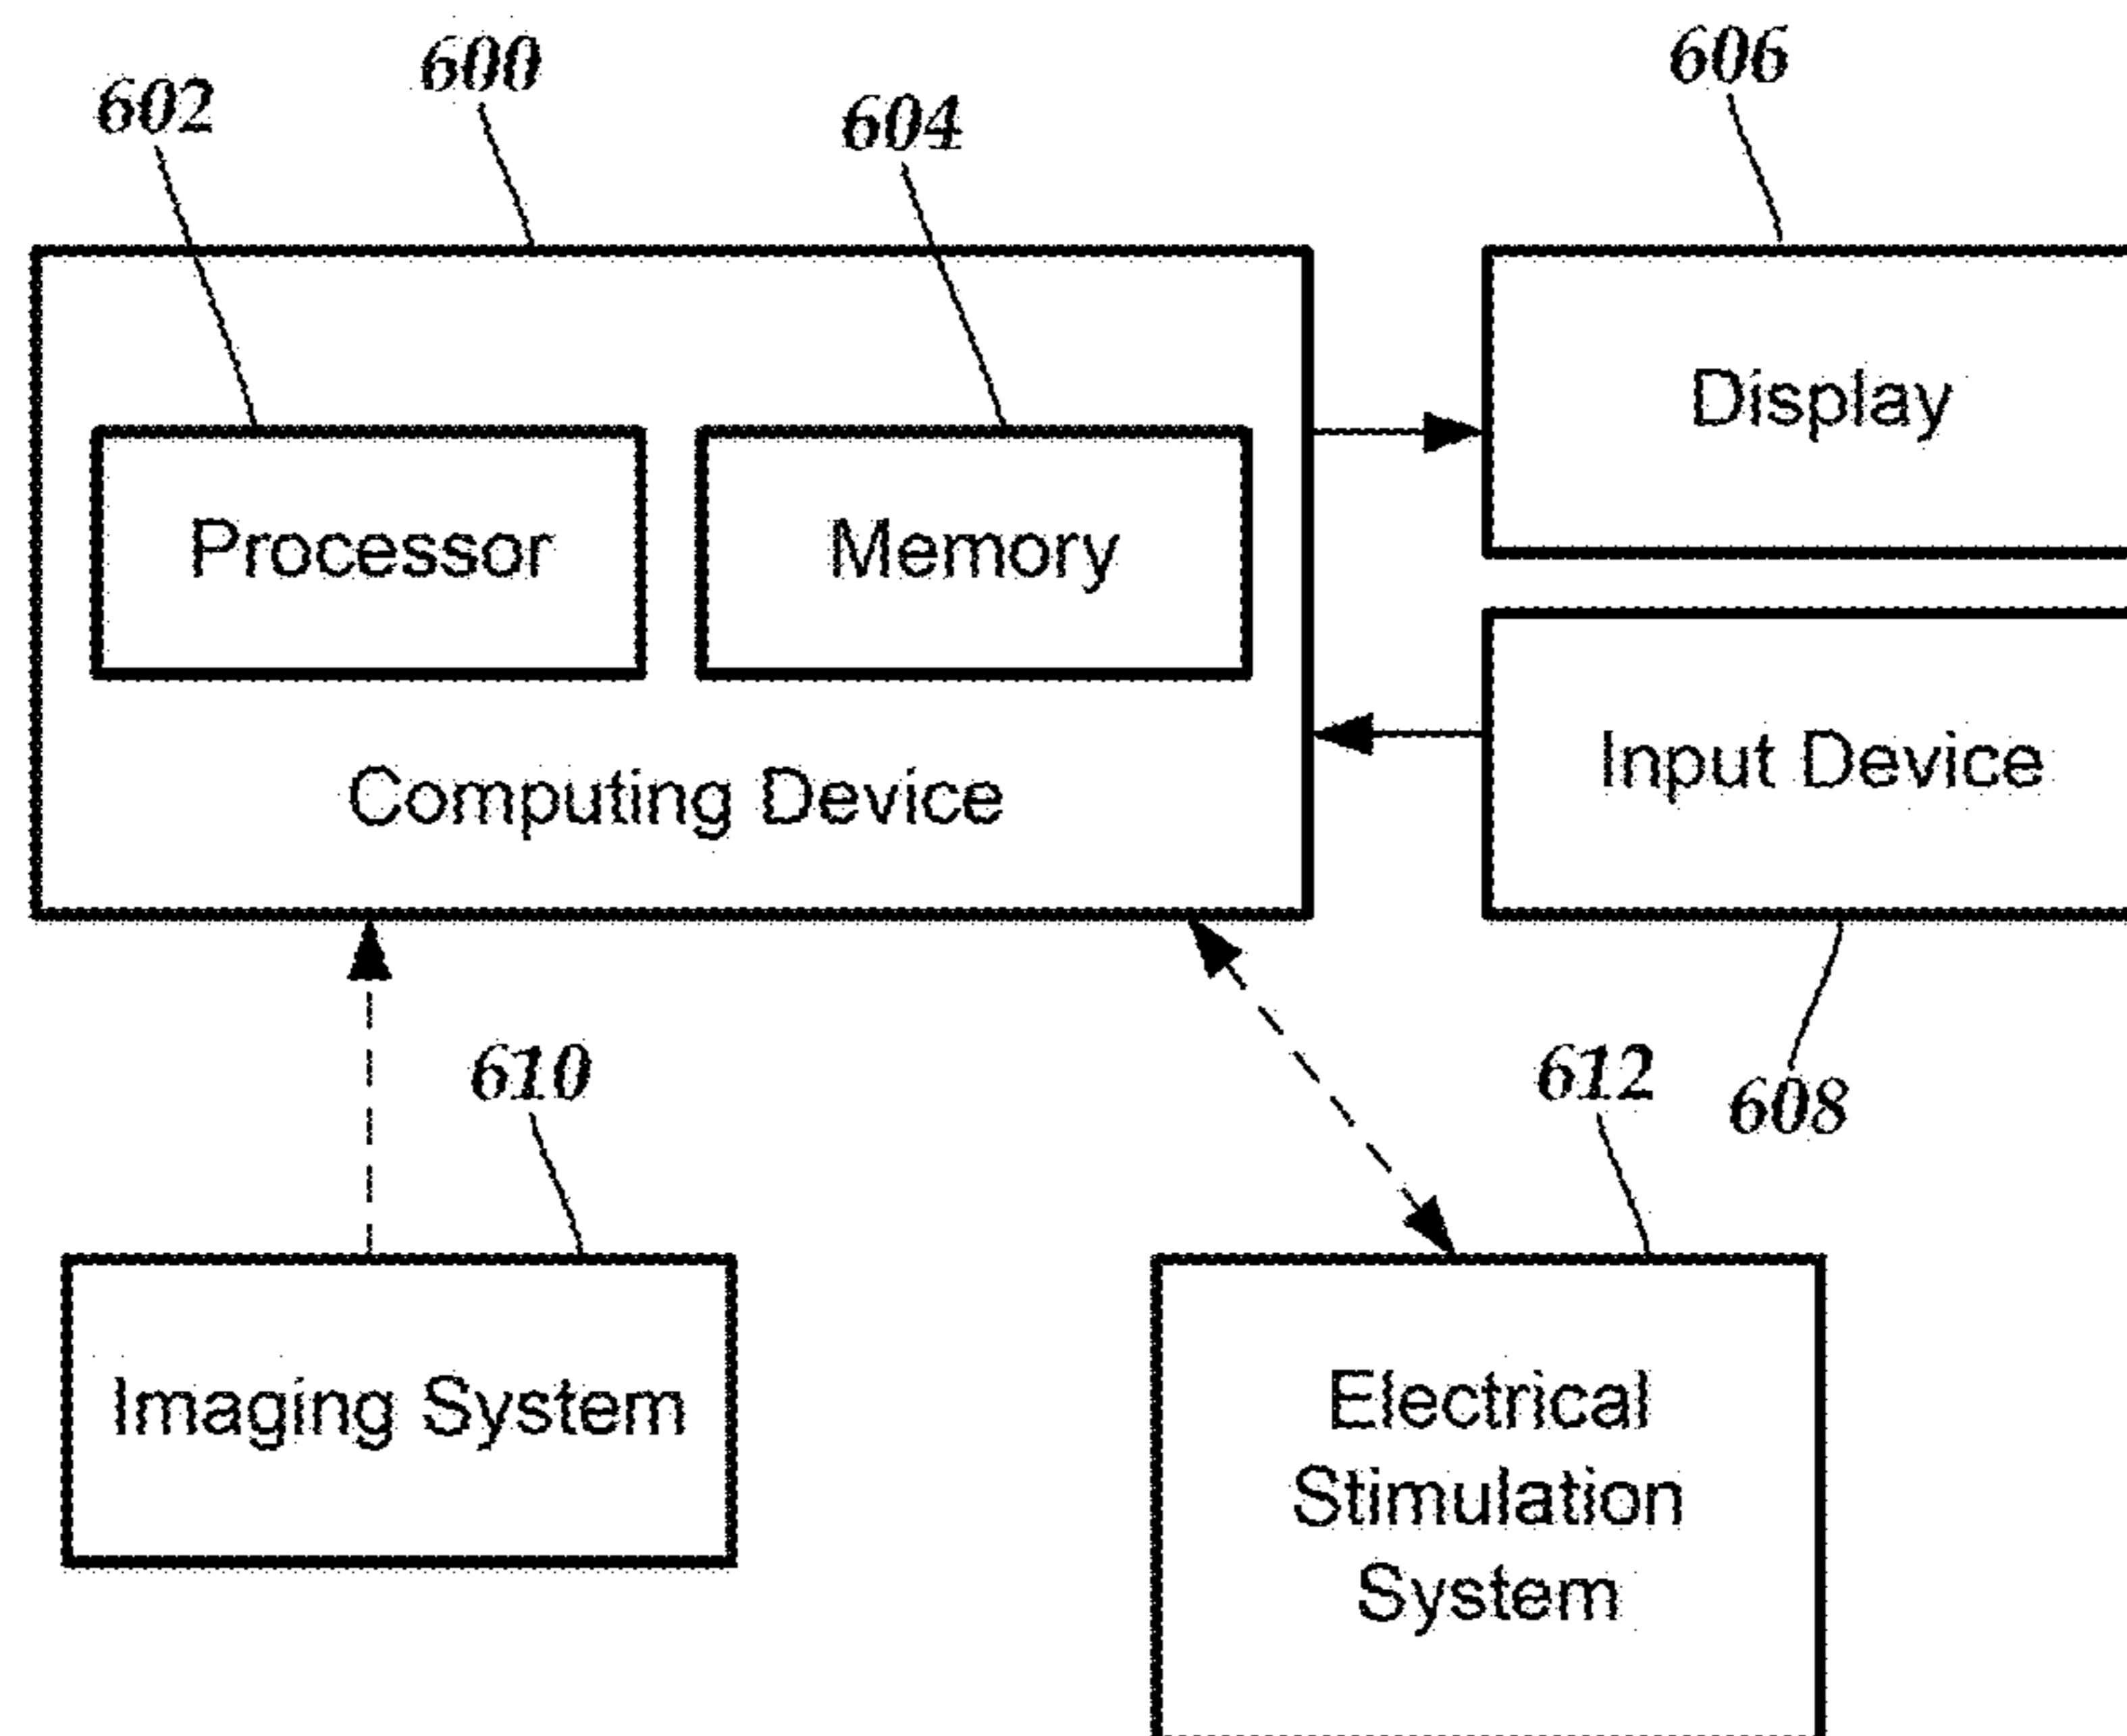 600
606
602
604
Display
Processor
Memory
Input Device
Computing Device
610
612
608
Imaging System
Electrical
Stimulation
System